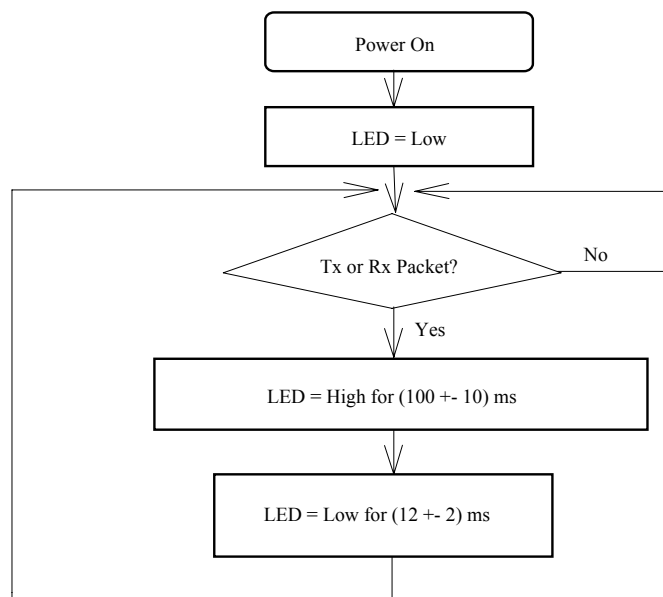 Power On
LED = Low
Tx or Rx Packet?
No
Yes
LED = High for (100 +- 10) ms
LED = Low for (12 +- 2) ms